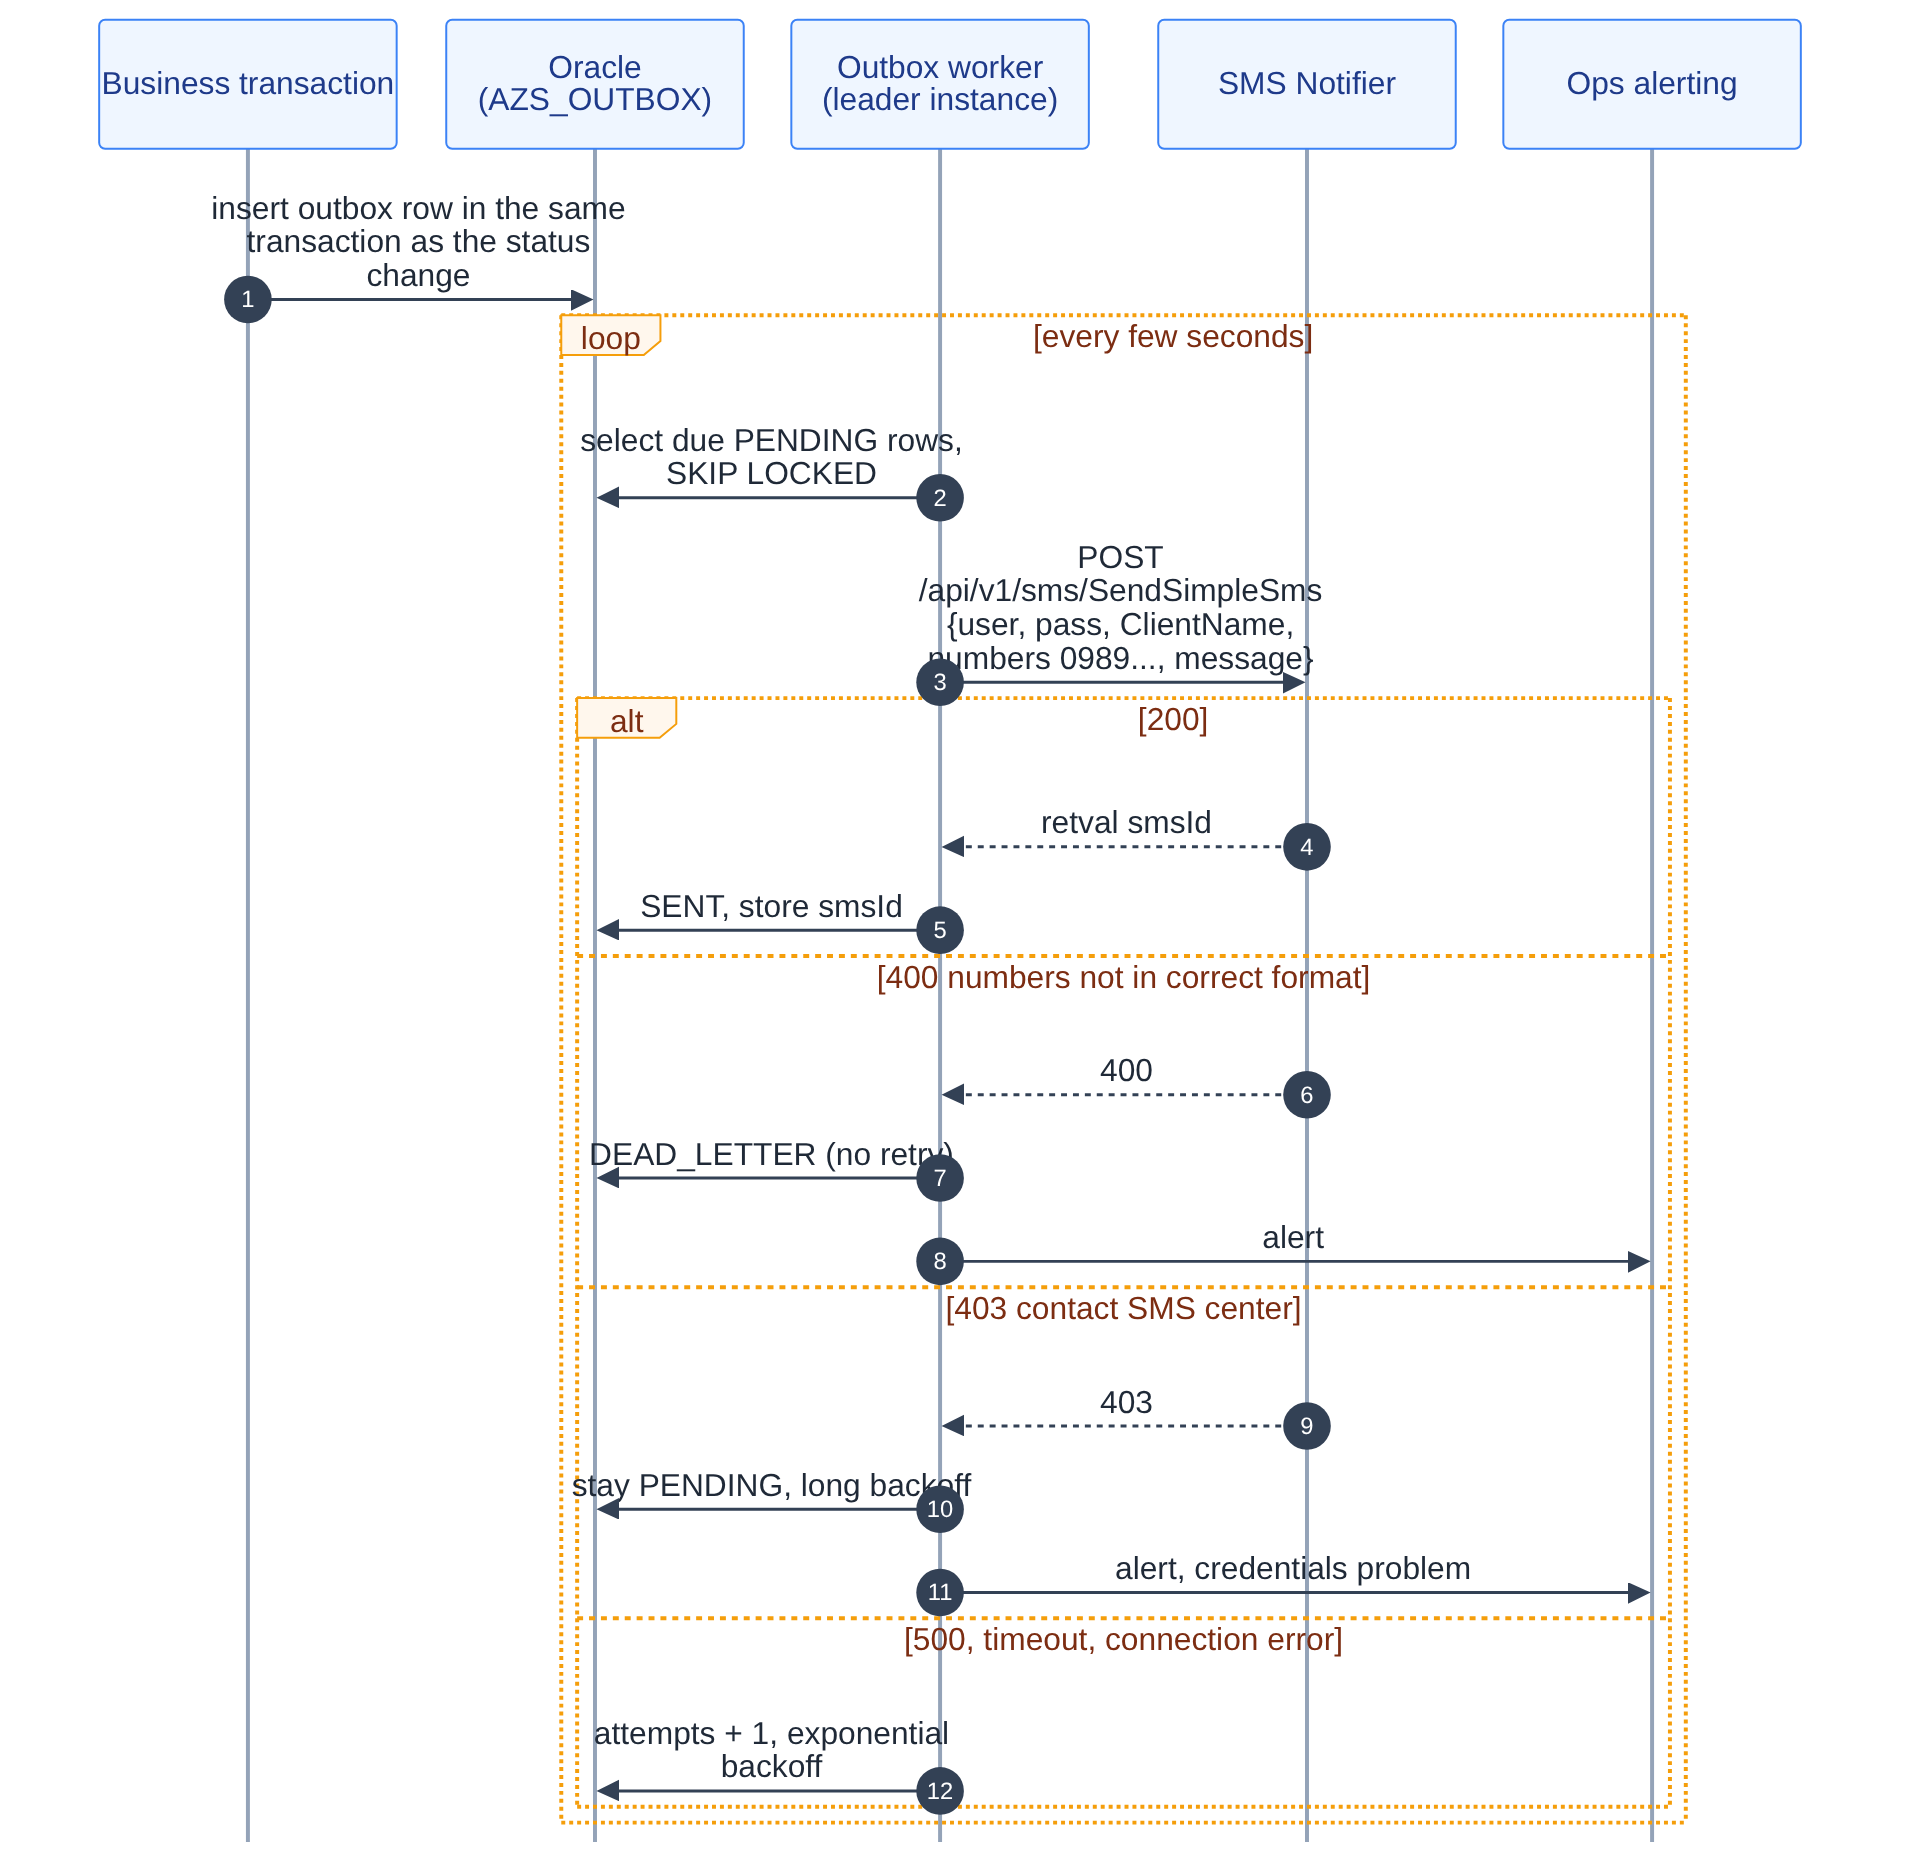 Business transaction
Oracle
(AZS_OUTBOX)
Outbox worker
(leader instance)
SMS Notifier
Ops alerting
insert outbox row in the same
transaction as the status
change
1
loop
[every few seconds]
select due PENDING rows,
SKIP LOCKED
2
POST
/api/v1/sms/SendSimpleSms
{user, pass, ClientName,
numbers 0989..., message}
3
alt
[200]
retval smsId
4
SENT, store smsId
5
[400 numbers not in correct format]
400
6
DEAD_LETTER (no retry)
7
alert
8
[403 contact SMS center]
403
9
stay PENDING, long backoff
10
alert, credentials problem
11
[500, timeout, connection error]
attempts + 1, exponential
backoff
12